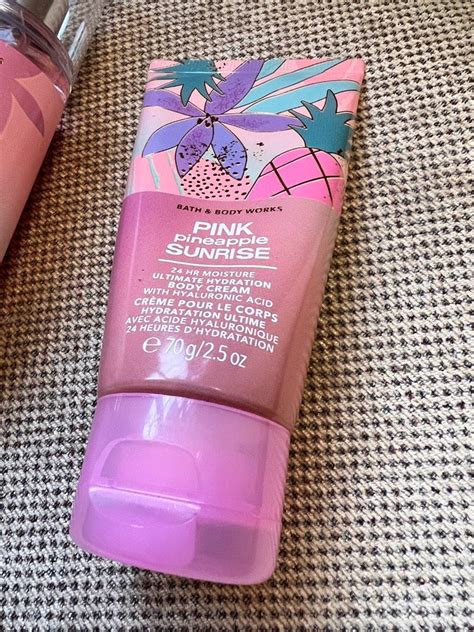 BATH & BODY WORKS
PINK
pineapple
SUNRISE
24 HR MOISTURE
ULTIMATE HYDRATION
BODY CREAM
WITH HYALURONIC ACID
CRÈME POUR LE CORPS
HYDRATATION ULTIME
AVEC ACIDE HYALURONIQUE
24 HEURES D'HYDRATATION
℮ 70 g/2.5 oz